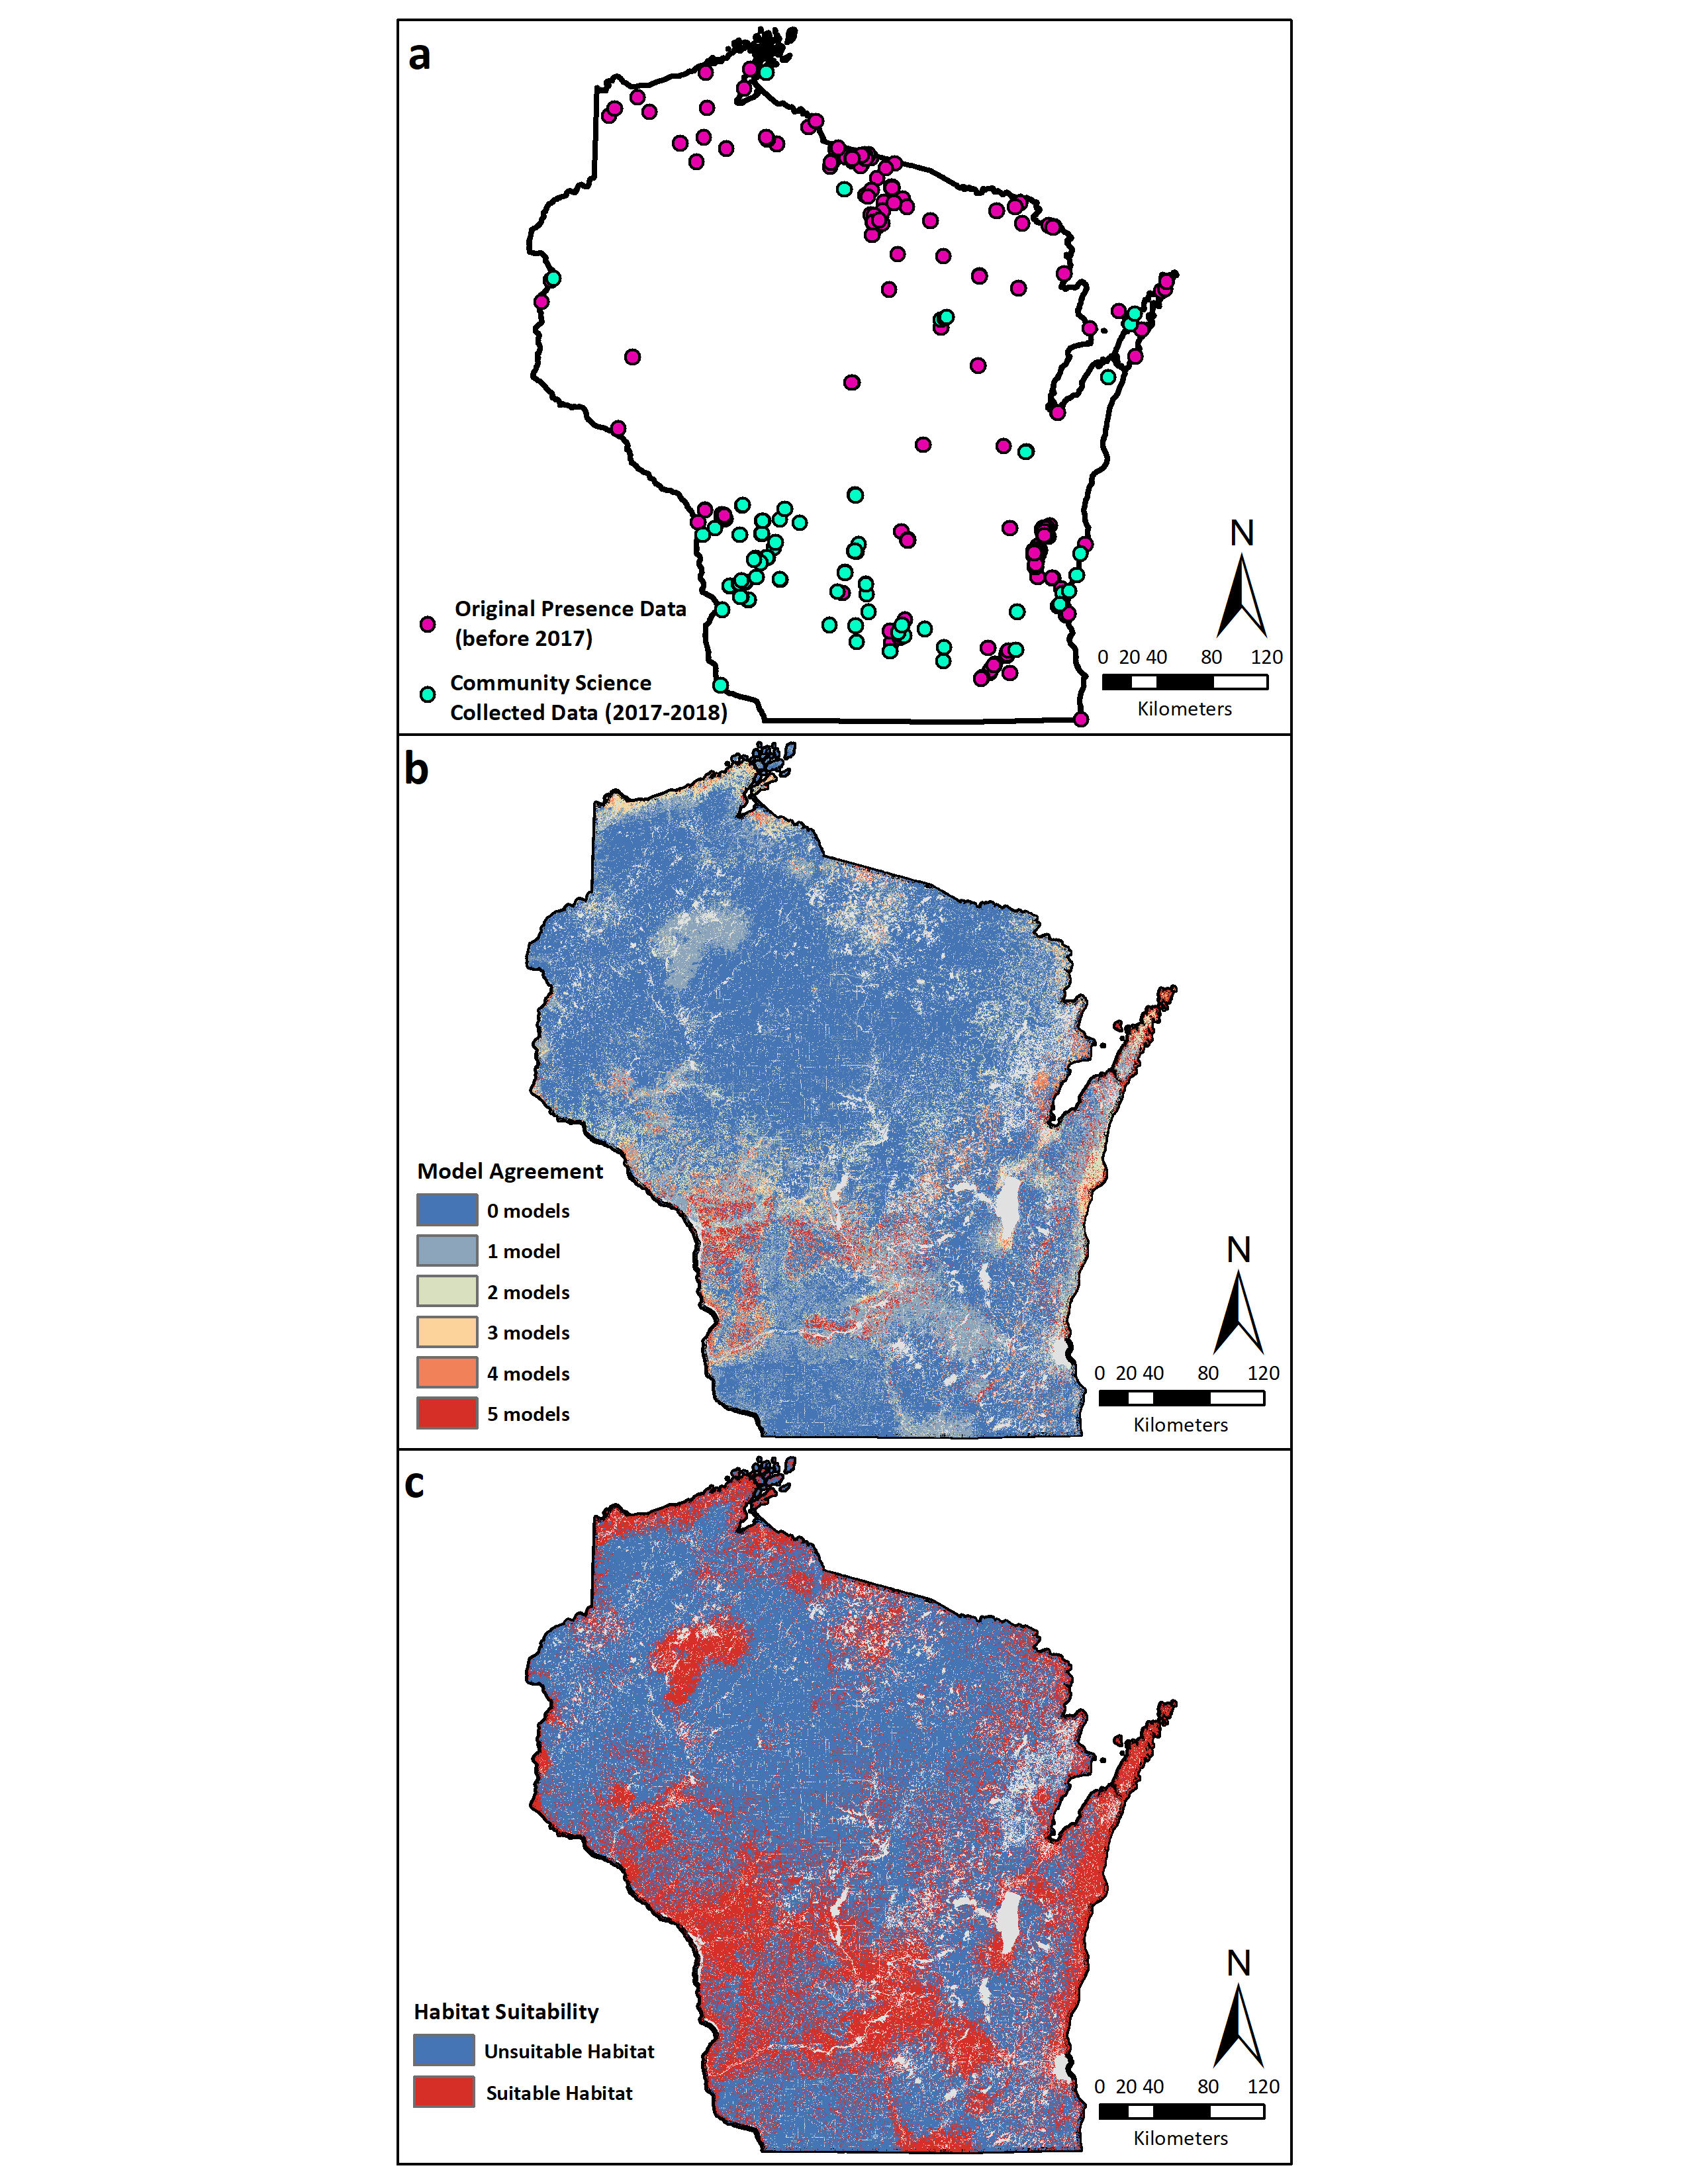 a
N
0 20 40 80 120
Kilometers
Original Presence Data
(before 2017)
Community Science
Collected Data (2017-2018)
b
Model Agreement
0 models
1 model
2 models
3 models
4 models
5 models
N
0 20 40 80 120
Kilometers
c
Habitat Suitability
Unsuitable Habitat
Suitable Habitat
N
0 20 40 80 120
Kilometers